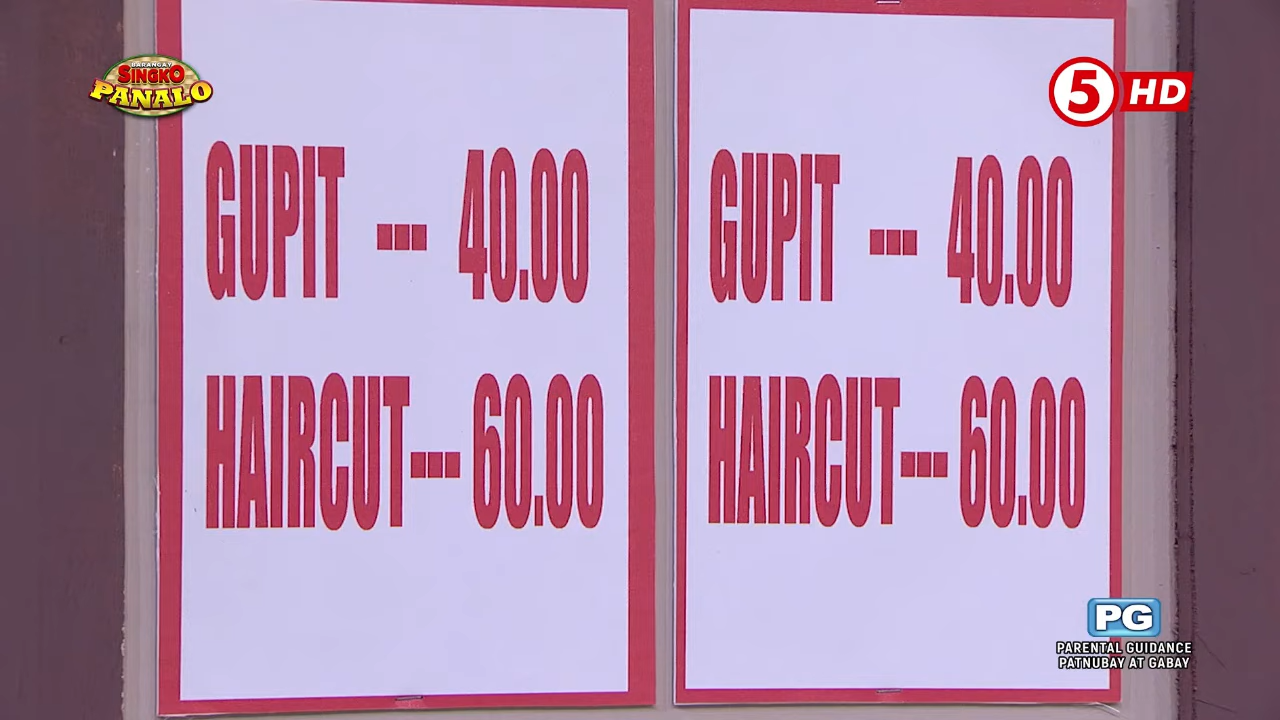 BARANGAY
SINGKO
PANALO
5 HD
GUPIT --- 40.00
HAIRCUT--- 60.00
GUPIT --- 40.00
HAIRCUT--- 60.00
PG
PARENTAL GUIDANCE
PATNUBAY AT GABAY